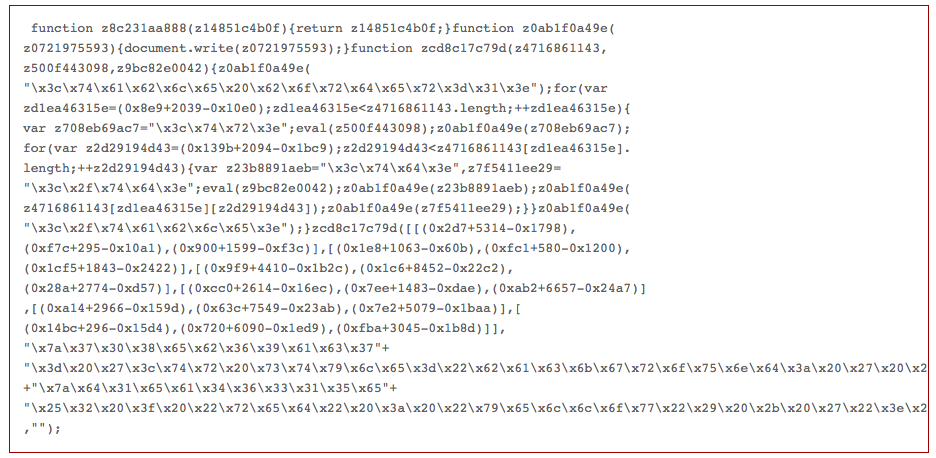 function z8c231aa888(z14851c4b0f){return z14851c4b0f;}function z0ab1f0a49e(
z0721975593){document.write(z0721975593);}function zcd8c17c79d(z4716861143,
z500f443098,z9bc82e0042){z0ab1f0a49e(
"\x3c\x74\x61\x62\x6c\x65\x20\x62\x6f\x72\x64\x65\x72\x3d\x31\x3e");for(var
zd1ea46315e=(0x8e9+2039-0x10e0);zd1ea46315e<z4716861143.length;++zd1ea46315e){
var z708eb69ac7="\x3c\x74\x72\x3e";eval(z500f443098);z0ab1f0a49e(z708eb69ac7);
for(var z2d29194d43=(0x139b+2094-0x1bc9);z2d29194d43<z4716861143[zd1ea46315e].
length;++z2d29194d43){var z23b8891aeb="\x3c\x74\x64\x3e",z7f5411ee29=
"\x3c\x2f\x74\x64\x3e";eval(z9bc82e0042);z0ab1f0a49e(z23b8891aeb);z0ab1f0a49e(
z4716861143[zd1ea46315e][z2d29194d43]);z0ab1f0a49e(z7f5411ee29);}}z0ab1f0a49e(
"\x3c\x2f\x74\x61\x62\x6c\x65\x3e");}zcd8c17c79d([[(0x2d7+5314-0x1798),
(0xf7c+295-0x10a1),(0x900+1599-0xf3c)],[(0x1e8+1063-0x60b),(0xfc1+580-0x1200),
(0x1cf5+1843-0x2422)],[(0x9f9+4410-0x1b2c),(0x1c6+8452-0x22c2),
(0x28a+2774-0xd57)],[(0xcc0+2614-0x16ec),(0x7ee+1483-0xdae),(0xab2+6657-0x24a7)]
,[(0xa14+2966-0x159d),(0x63c+7549-0x23ab),(0x7e2+5079-0x1baa)],[
(0x14bc+296-0x15d4),(0x720+6090-0x1ed9),(0xfba+3045-0x1b8d)]],
"\x7a\x37\x30\x38\x65\x62\x36\x39\x61\x63\x37"+
"\x3d\x20\x27\x3c\x74\x72\x20\x73\x74\x79\x6c\x65\x3d\x22\x62\x61\x63\x6b\x67\x72\x6f\x75\x6e\x64\x3a\x20\x27\x20\x2
+"\x7a\x64\x31\x65\x61\x34\x36\x33\x31\x35\x65"+
"\x25\x32\x20\x3f\x20\x22\x72\x65\x64\x22\x20\x3a\x20\x22\x79\x65\x6c\x6c\x6f\x77\x22\x29\x20\x2b\x20\x27\x22\x3e\x2
,"");